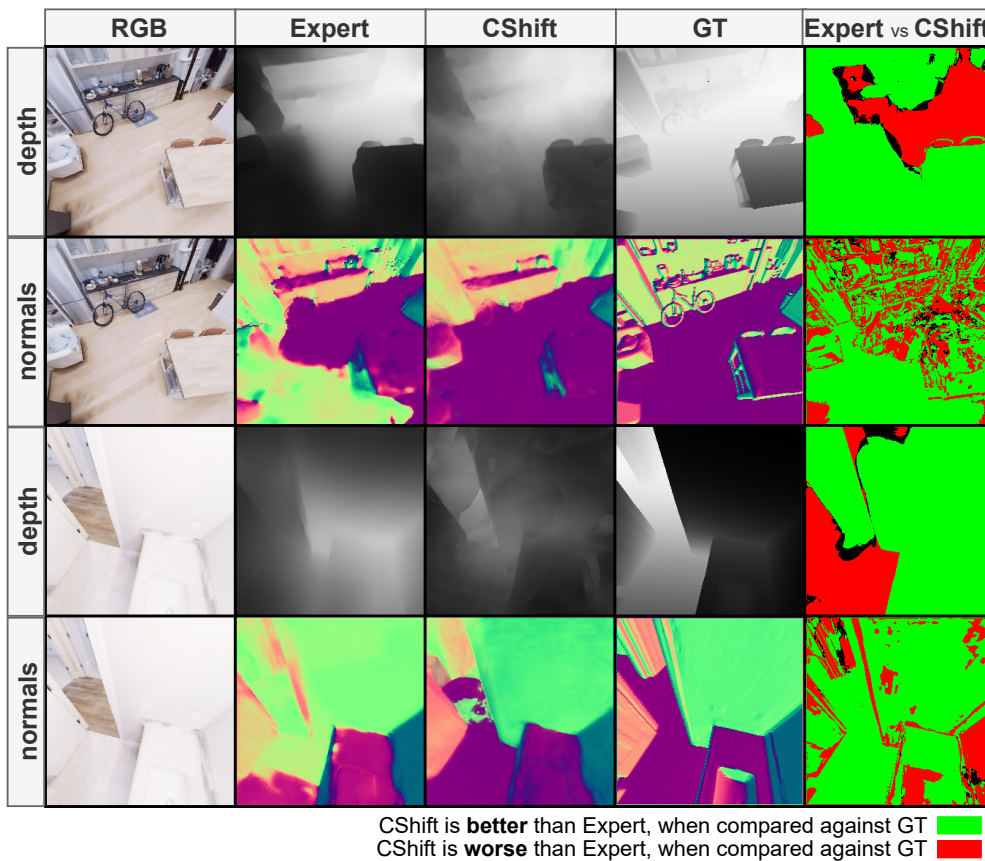 RGB Expert CShift GT Expert vs CShift
depth
normals
depth
normals
CShift is better than Expert, when compared against GT
CShift is worse than Expert, when compared against GT